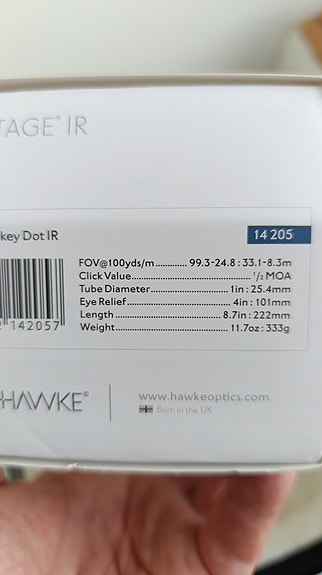 TAGE® IR
key Dot IR
14 205
FOV@100yds/m............. 99.3-24.8 : 33.1-8.3m
Click Value............................................ ¹/₂ MOA
Tube Diameter............................ 1in : 25.4mm
Eye Relief.................................... 4in : 101mm
Length....................................... 8.7in : 222mm
Weight....................................... 11.7oz : 333g
142057
HAWKE®
www.hawkeoptics.com
Born in the UK